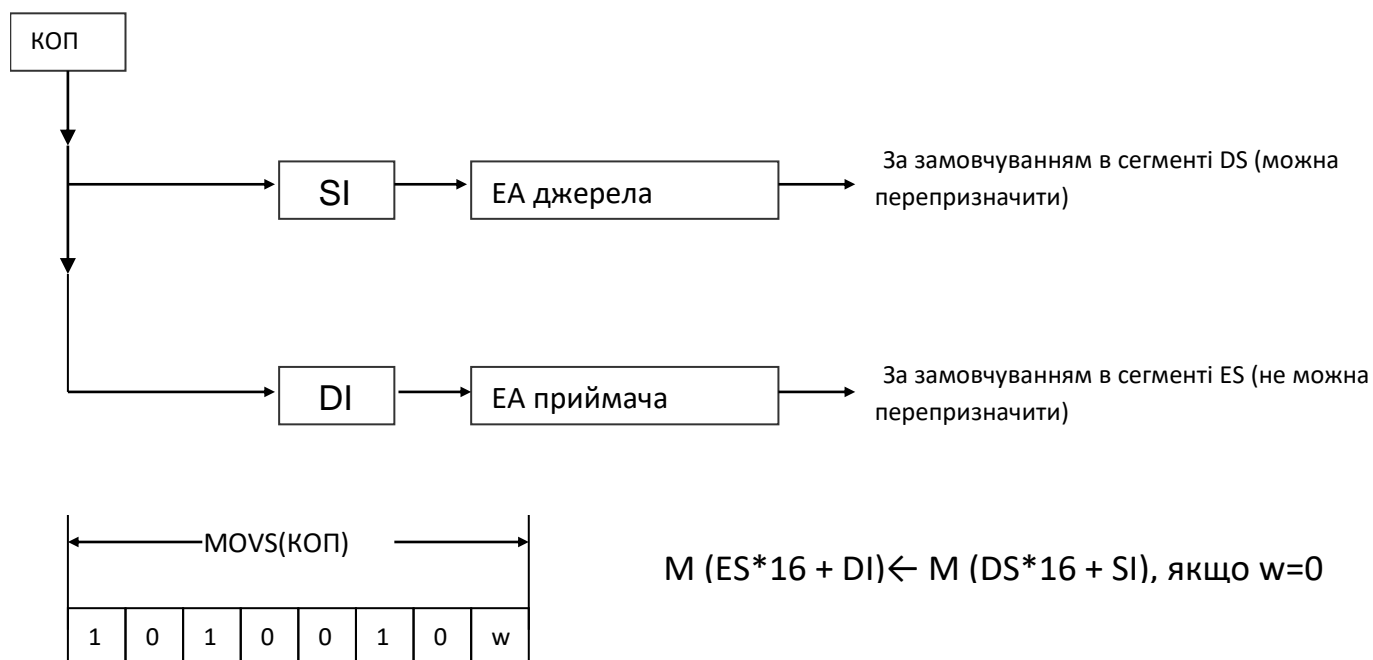 КОП
За замовчуванням в сегменті DS (можна
перепризначити)
SI
ЕА джерела
За замовчуванням в сегменті ES (не можна
перепризначити)
DI
ЕА приймача
MOVS(КОП)
M (ES*16 + DI)← M (DS*16 + SI), якщо w=0
1 0 1 0 0 1 0 w